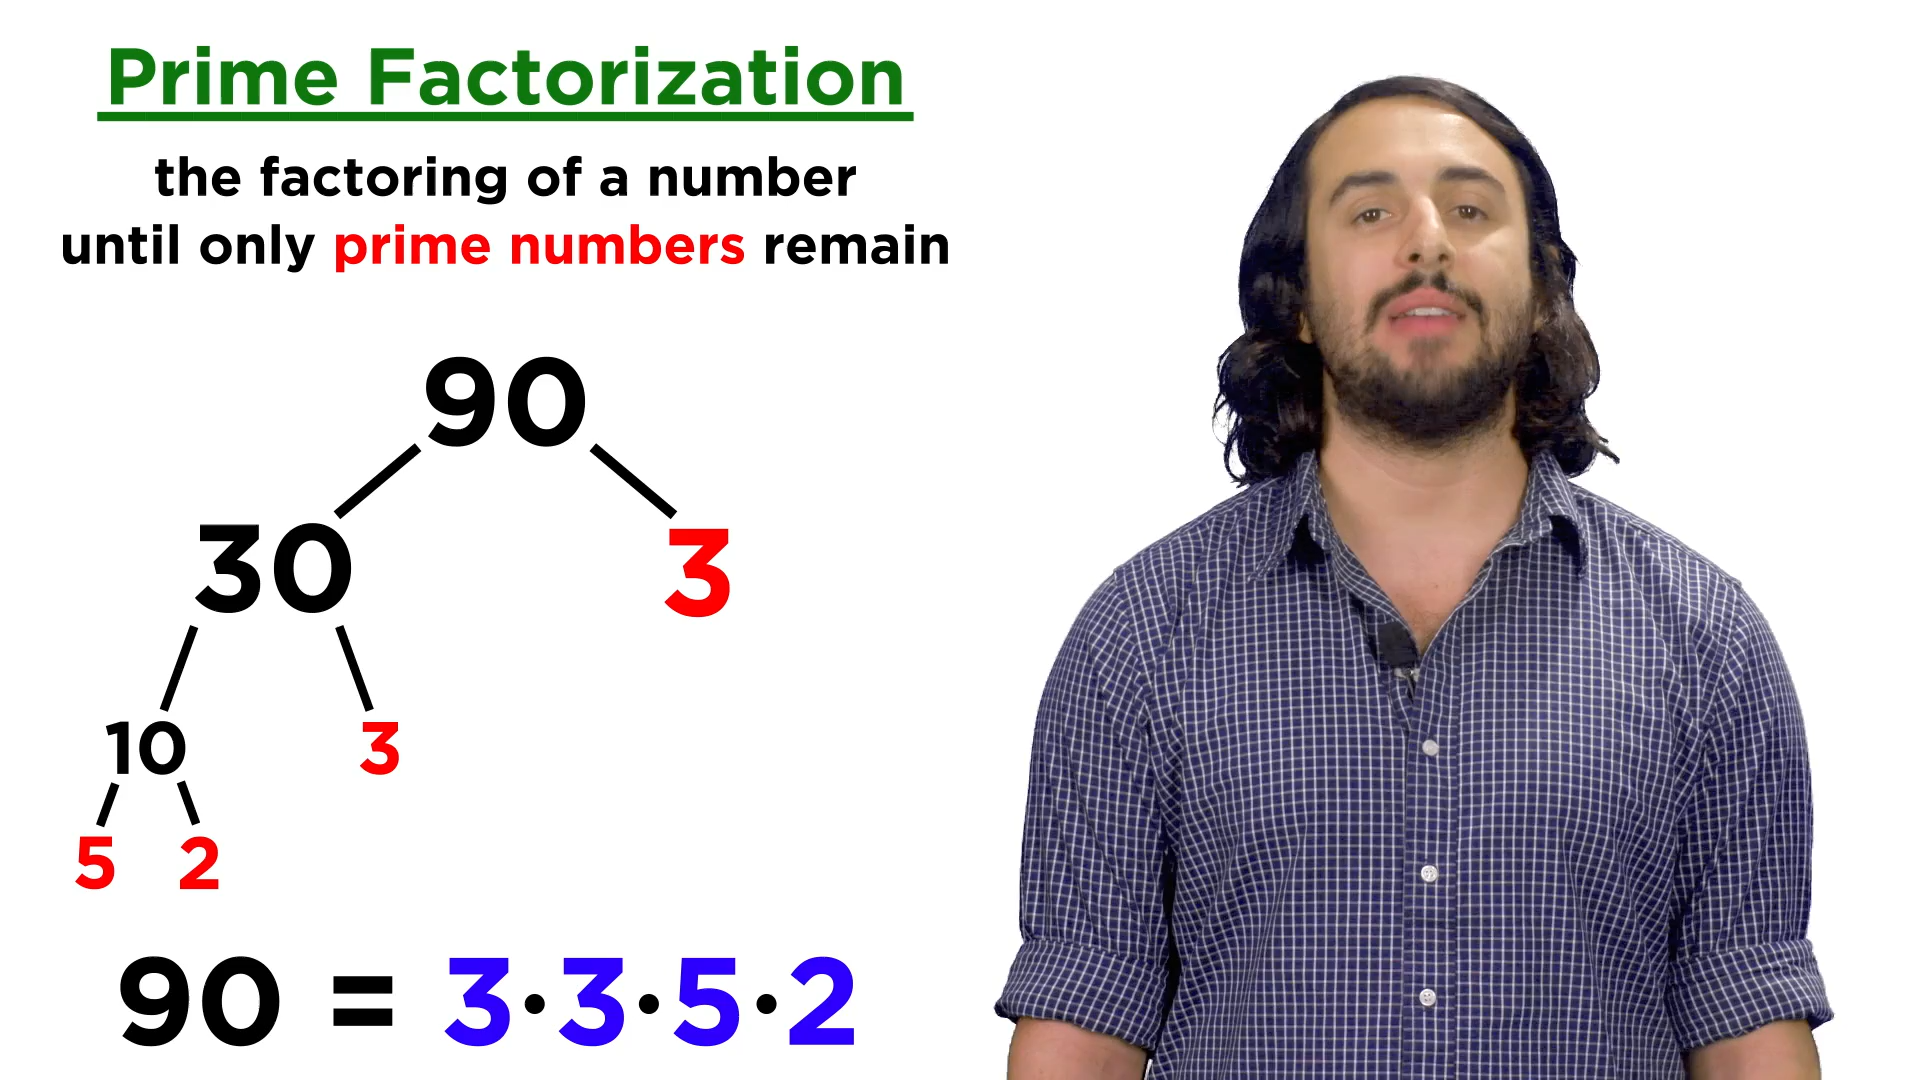 Prime Factorization
the factoring of a number
until only prime numbers remain
90
30 3
10 3
5 2
90 = 3·3·5·2